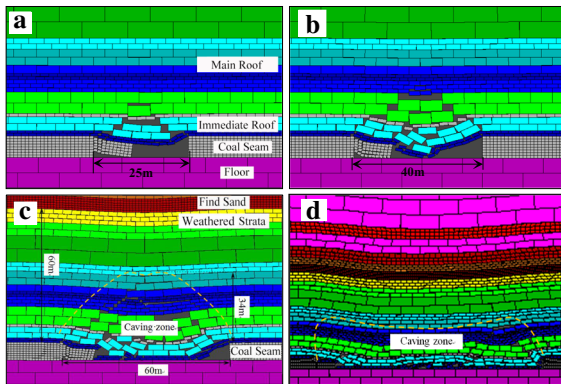 a
Main Roof
Immediate Roof
Coal Seam
25m
Floor
b
40m
c
Find Sand
Weathered Strata
60m
34m
Caving zone
Coal Seam
60m
d
Caving zone